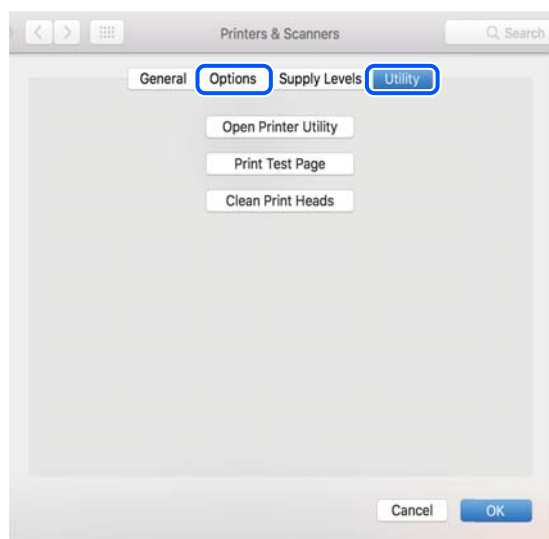 Printers & Scanners Search
General Options Supply Levels Utility
Open Printer Utility
Print Test Page
Clean Print Heads
Cancel OK